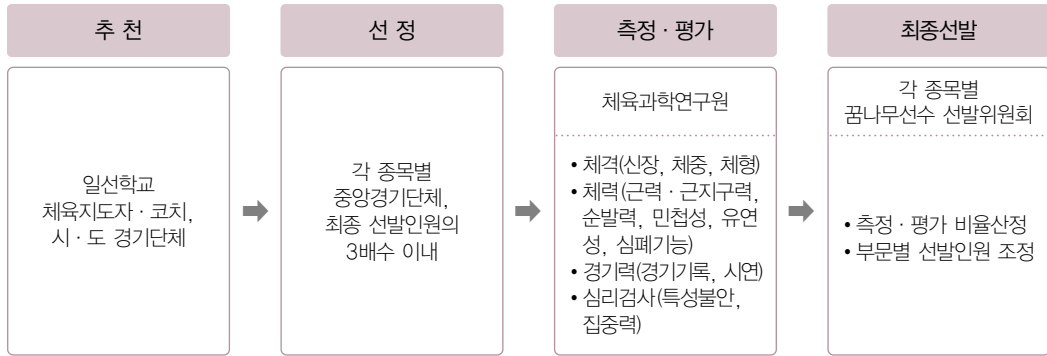 추 천
일선학교
체육지도자 · 코치,
시 · 도 경기단체
선 정
각 종목별
중앙경기단체,
최종 선발인원의
3배수 이내
측정 · 평가
체육과학연구원
• 체격(신장, 체중, 체형)
• 체력(근력 · 근지구력,
순발력, 민첩성, 유연
성, 심폐기능)
• 경기력(경기기록, 시연)
• 심리검사(특성불안,
집중력)
최종선발
각 종목별
꿈나무선수 선발위원회
• 측정 · 평가 비율산정
• 부문별 선발인원 조정